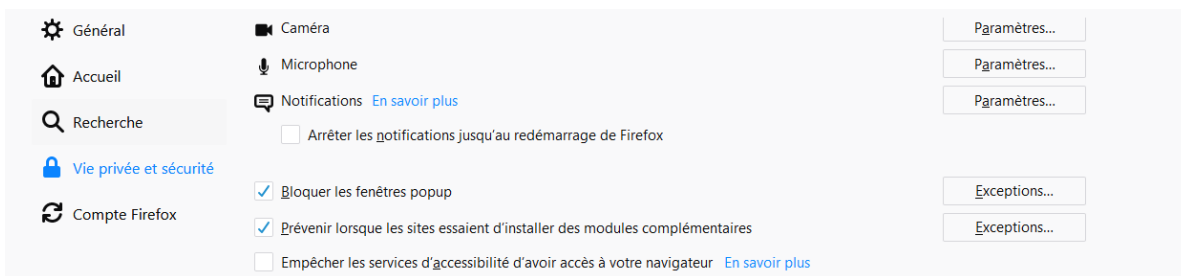 Général
Accueil
Recherche
Vie privée et sécurité
Compte Firefox
Caméra Paramètres...
Microphone Paramètres...
Notifications En savoir plus Paramètres...
Arrêter les notifications jusqu'au redémarrage de Firefox
Bloquer les fenêtres popup Exceptions...
Prévenir lorsque les sites essaient d'installer des modules complémentaires Exceptions...
Empêcher les services d'accessibilité d'avoir accès à votre navigateur En savoir plus